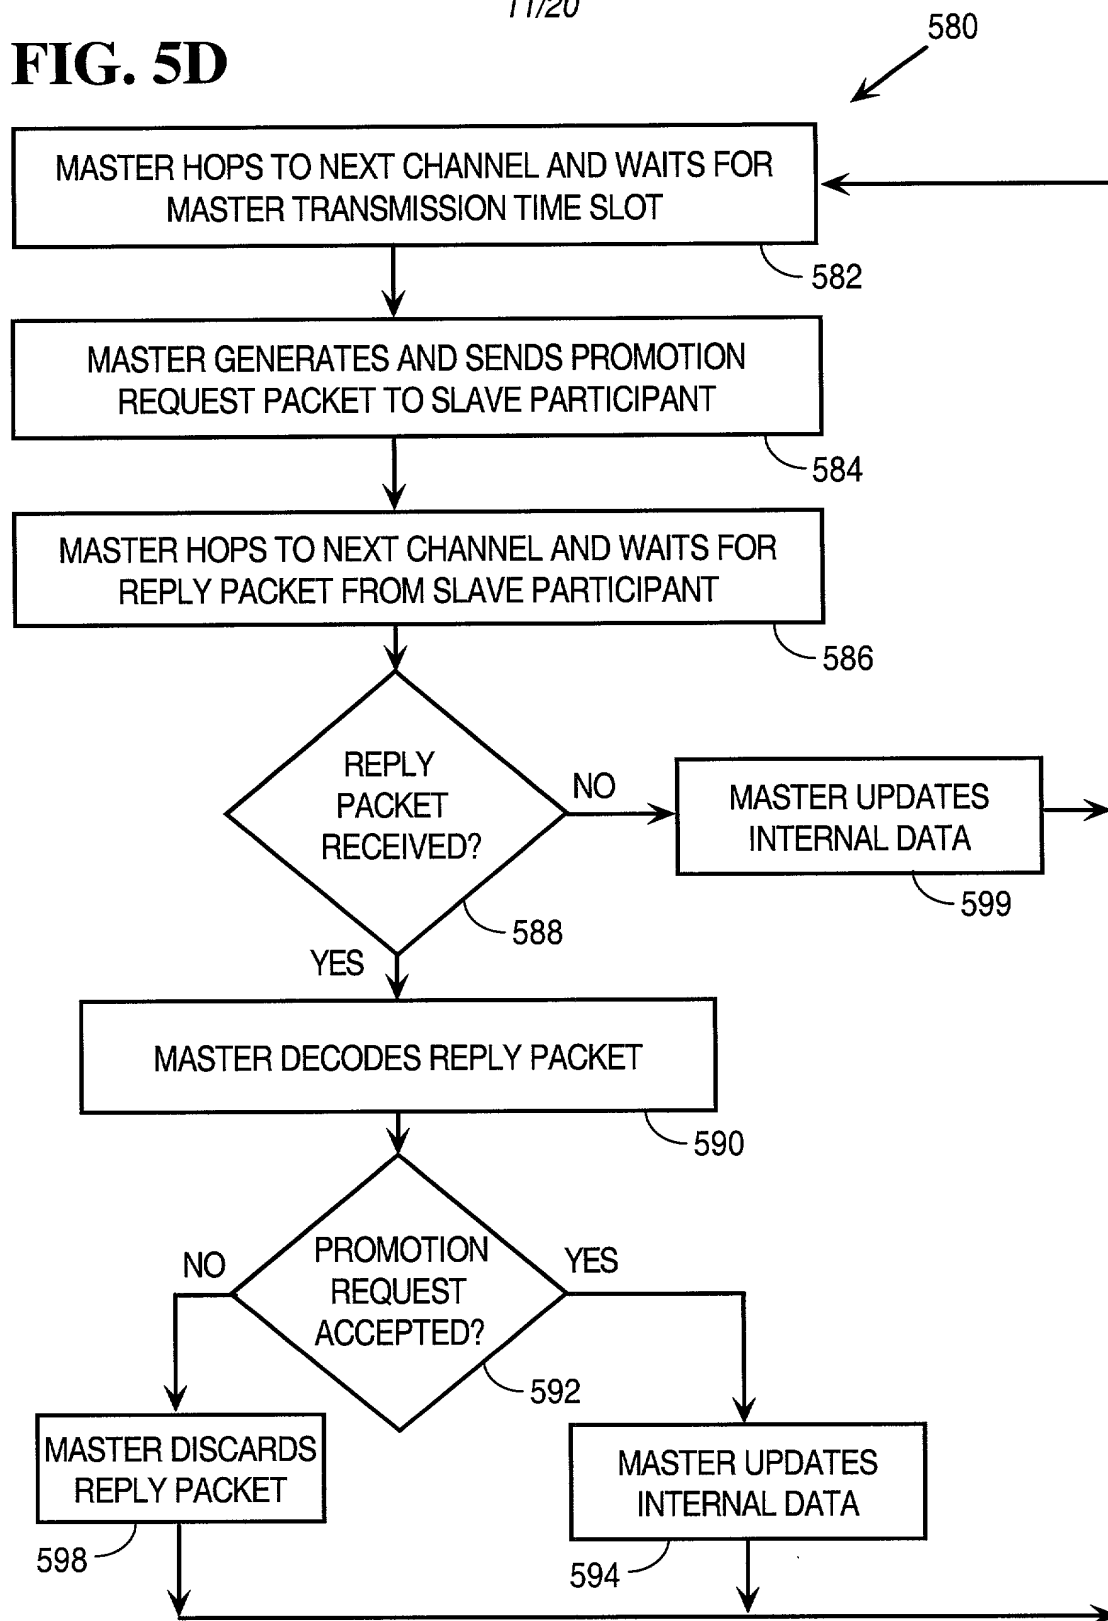 11/20
580
FIG. 5D
MASTER HOPS TO NEXT CHANNEL AND WAITS FOR
MASTER TRANSMISSION TIME SLOT
582
MASTER GENERATES AND SENDS PROMOTION
REQUEST PACKET TO SLAVE PARTICIPANT
584
MASTER HOPS TO NEXT CHANNEL AND WAITS FOR
REPLY PACKET FROM SLAVE PARTICIPANT
586
REPLY
PACKET
RECEIVED?
NO
MASTER UPDATES
INTERNAL DATA
599
588
YES
MASTER DECODES REPLY PACKET
590
PROMOTION
REQUEST
ACCEPTED?
NO
YES
592
MASTER DISCARDS
REPLY PACKET
598
MASTER UPDATES
INTERNAL DATA
594